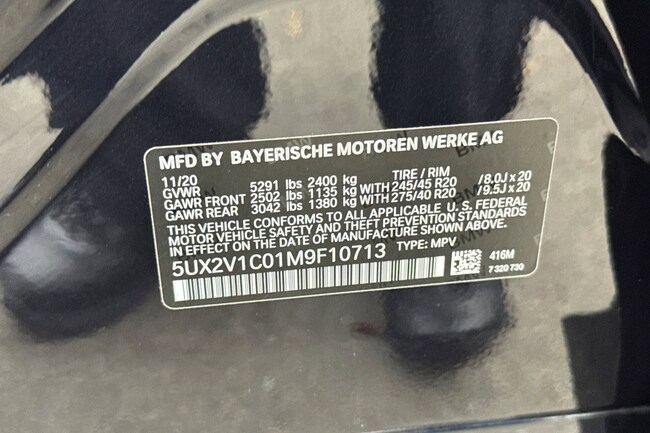 MFD BY BAYERISCHE MOTOREN WERKE AG
11/20 TIRE / RIM
GVWR 5291 lbs 2400 kg
GAWR FRONT 2502 lbs 1135 kg WITH 245/45 R20 /8.0J x 20
GAWR REAR 3042 lbs 1380 kg WITH 275/40 R20 /9.5J x 20
THIS VEHICLE CONFORMS TO ALL APPLICABLE U.S. FEDERAL
MOTOR VEHICLE SAFETY AND THEFT PREVENTION STANDARDS
IN EFFECT ON THE DATE OF MANUFACTURE SHOWN ABOVE.
5UX2V1C01M9F10713 TYPE: MPV 416M
7 320 730